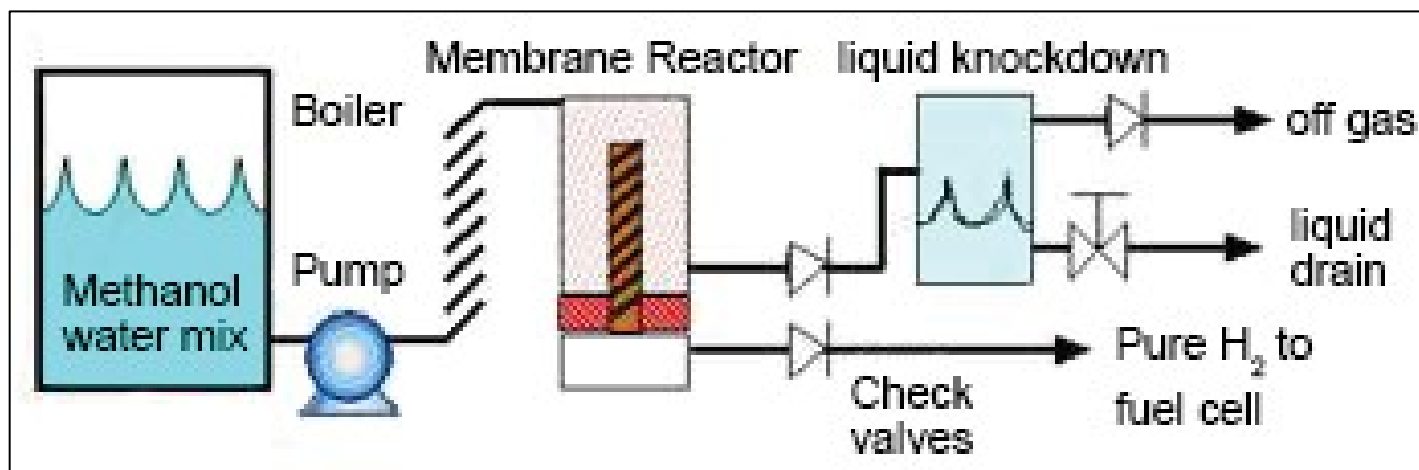 Membrane Reactor
liquid knockdown
Boiler
off gas
Pump
Methanol
water mix
liquid
drain
Pure H₂ to
fuel cell
Check
valves